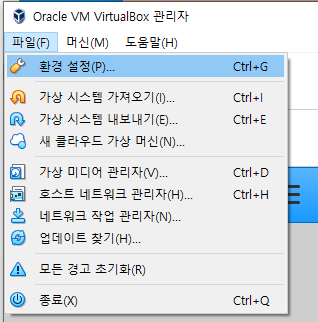 Oracle VM VirtualBox 관리자
파일(F) 머신(M) 도움말(H)
환경 설정(P)... Ctrl+G
가상 시스템 가져오기(I)... Ctrl+I
가상 시스템 내보내기(E)... Ctrl+E
새 클라우드 가상 머신(N)...
가상 미디어 관리자(V)... Ctrl+D
호스트 네트워크 관리자(H)... Ctrl+H
네트워크 작업 관리자(N)...
업데이트 찾기(H)...
모든 경고 초기화(R)
종료(X) Ctrl+Q